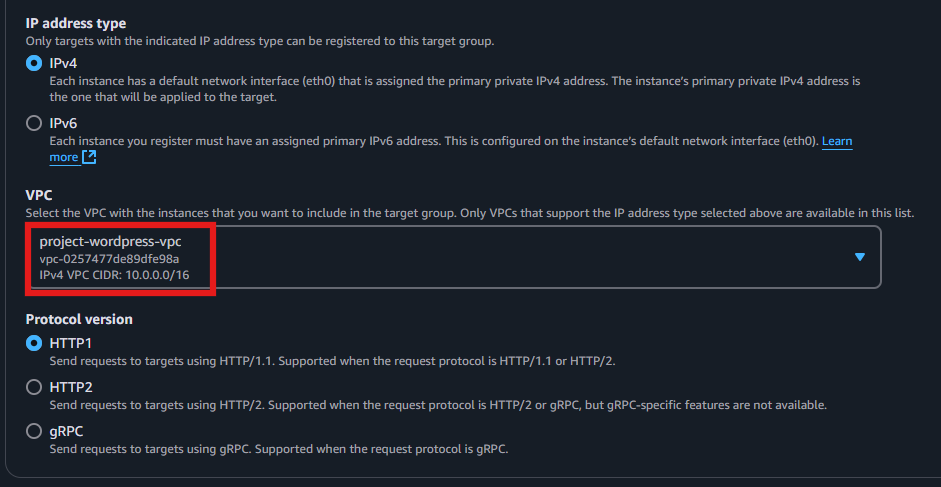 IP address type
Only targets with the indicated IP address type can be registered to this target group.
IPv4
Each instance has a default network interface (eth0) that is assigned the primary private IPv4 address. The instance's primary private IPv4 address is
the one that will be applied to the target.
IPv6
Each instance you register must have an assigned primary IPv6 address. This is configured on the instance's default network interface (eth0). Learn
more
VPC
Select the VPC with the instances that you want to include in the target group. Only VPCs that support the IP address type selected above are available in this list.
project-wordpress-vpc
vpc-0257477de89dfe98a
IPv4 VPC CIDR: 10.0.0.0/16
Protocol version
HTTP1
Send requests to targets using HTTP/1.1. Supported when the request protocol is HTTP/1.1 or HTTP/2.
HTTP2
Send requests to targets using HTTP/2. Supported when the request protocol is HTTP/2 or gRPC, but gRPC-specific features are not available.
gRPC
Send requests to targets using gRPC. Supported when the request protocol is gRPC.